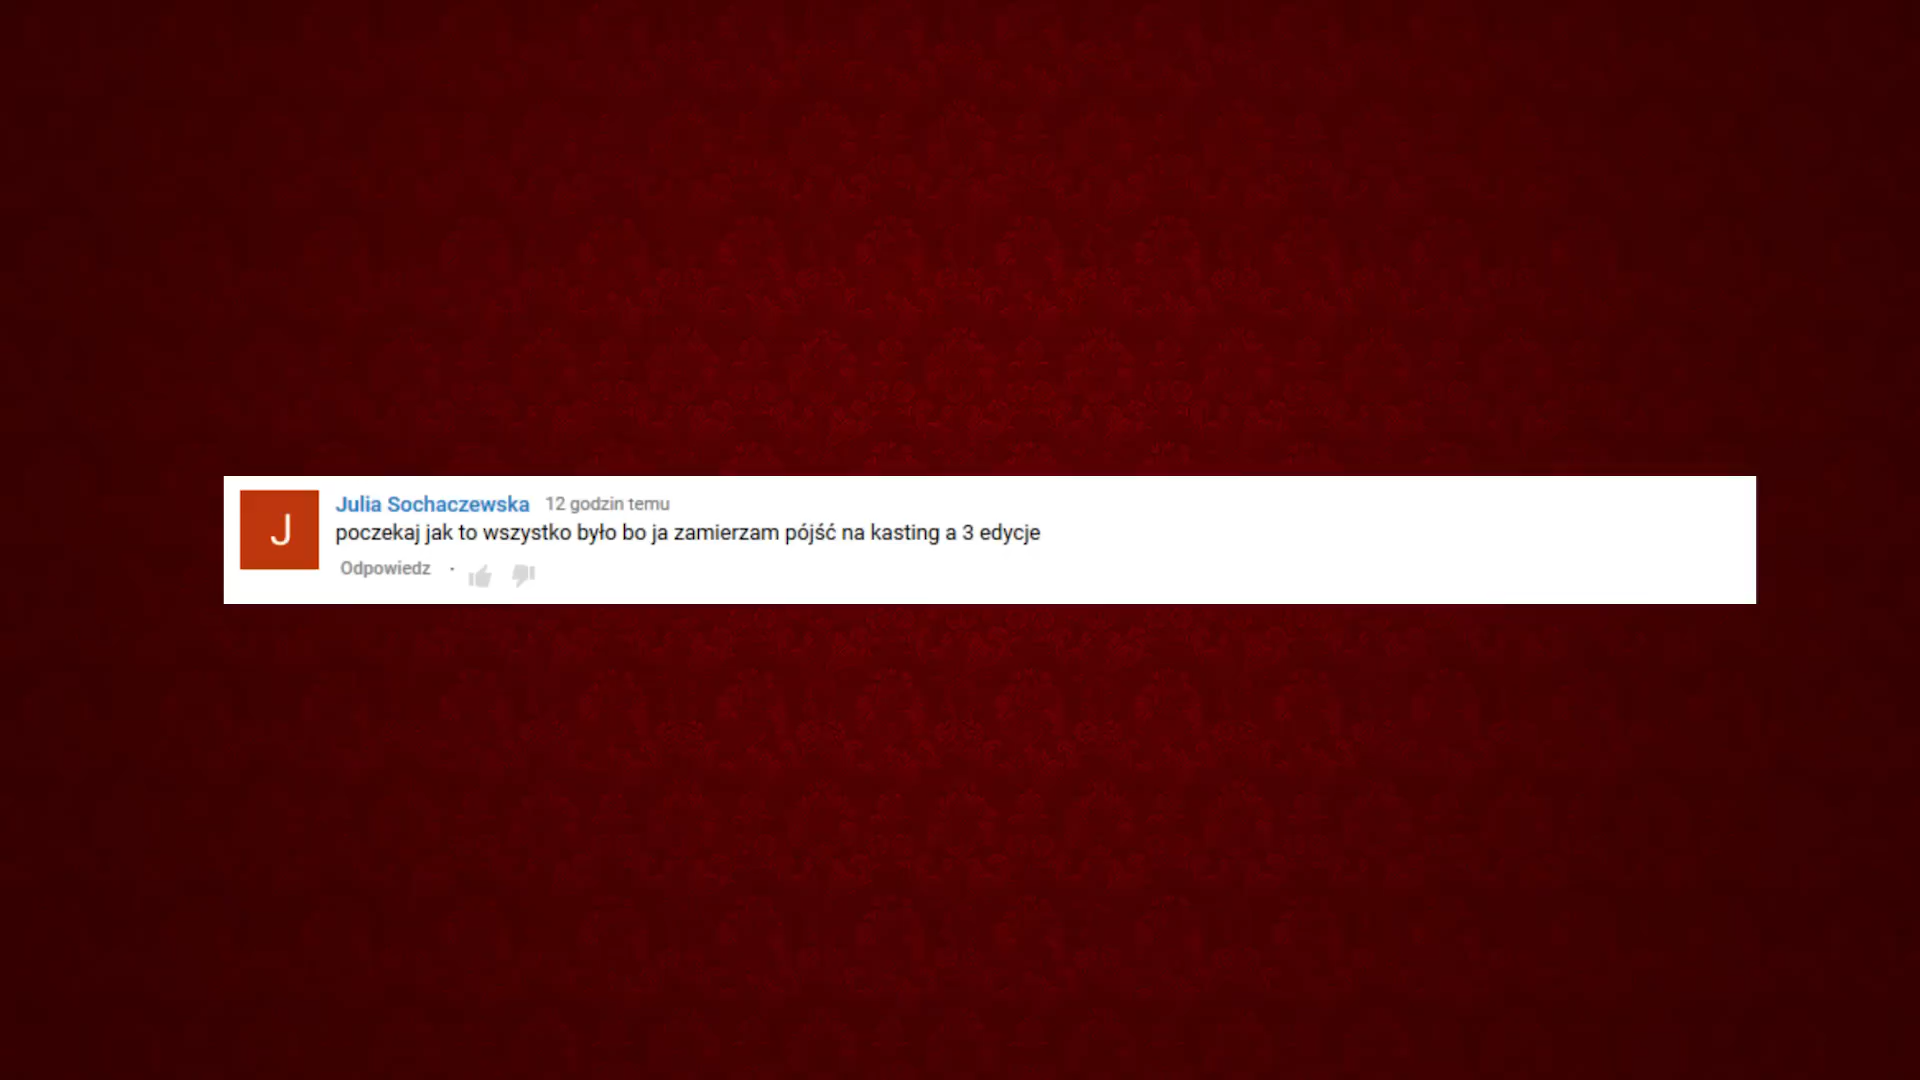 J
Julia Sochaczewska 12 godzin temu
poczekaj jak to wszystko było bo ja zamierzam pójść na kasting a 3 edycje
Odpowiedz ·